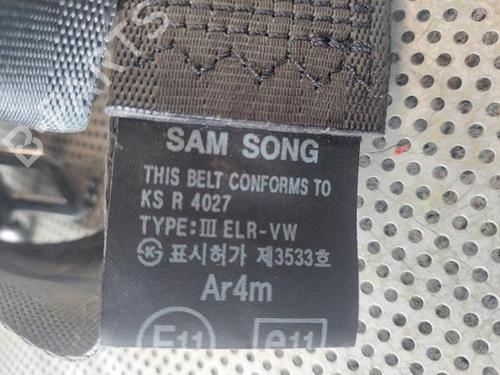 SAM SONG
THIS BELT CONFORMS TO
KS R 4027
TYPE: III ELR-VW
표시허가 제3533호
Ar4m
E11 e11